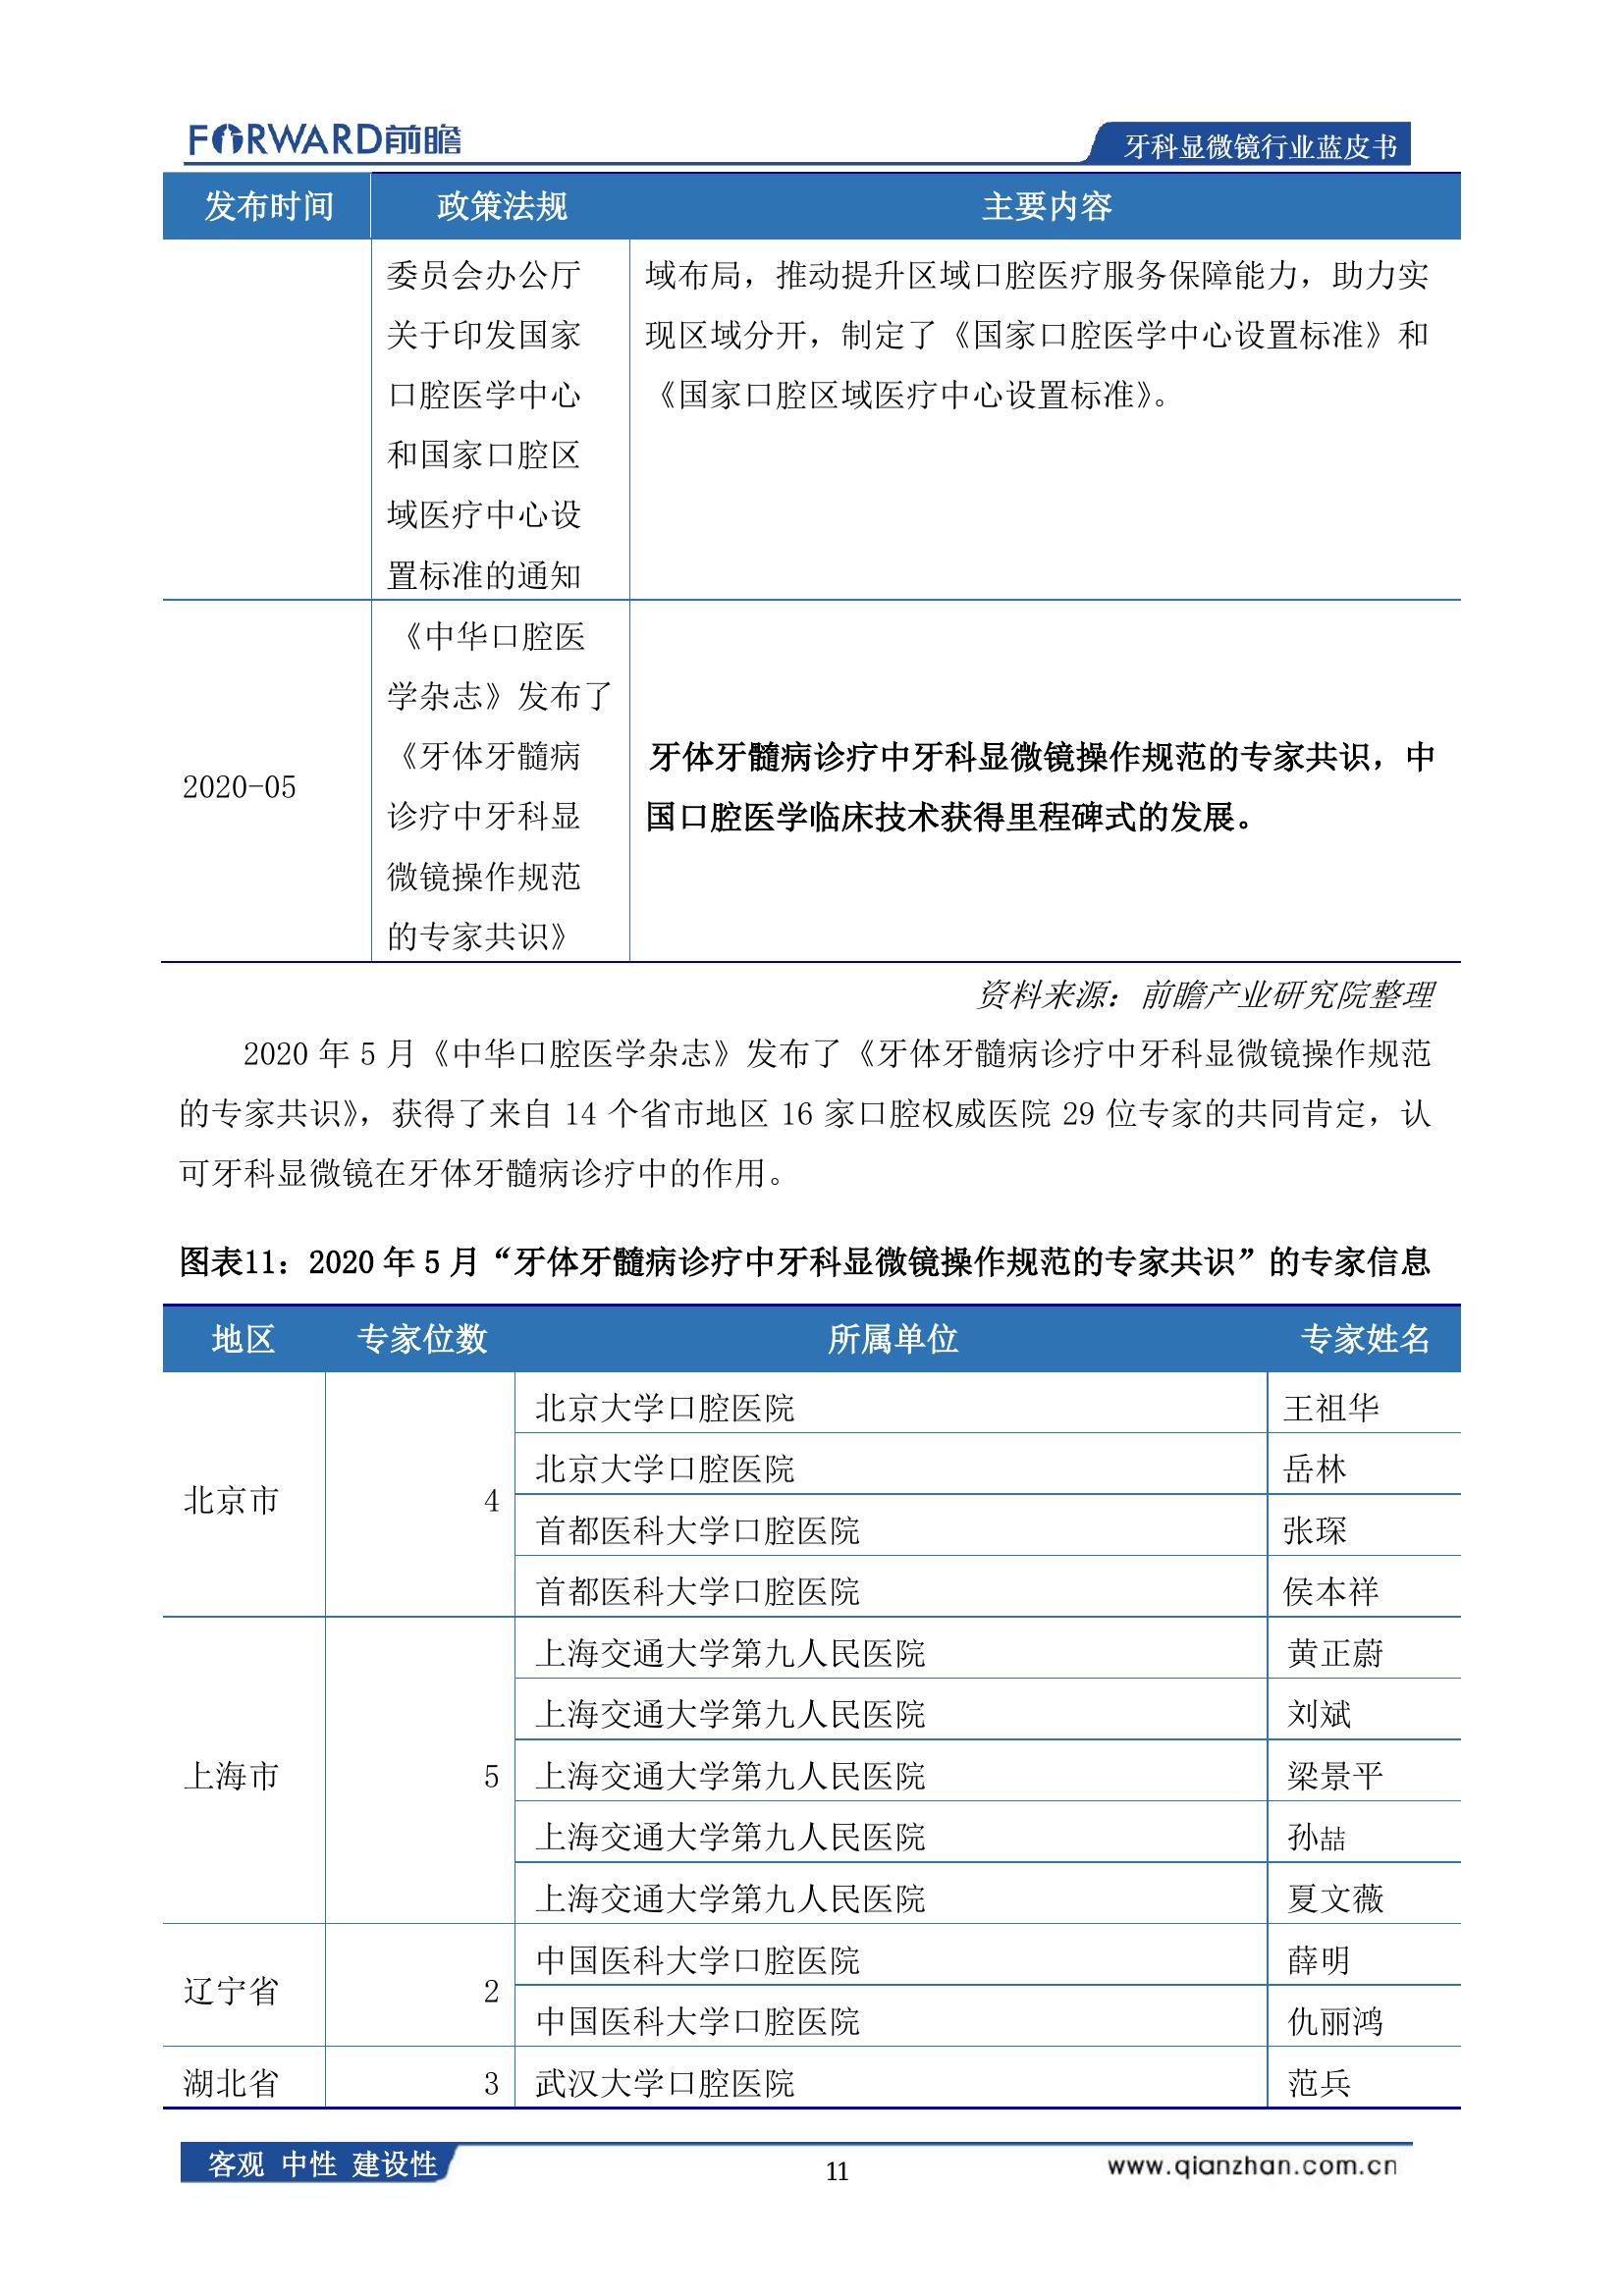 FORWARD前瞻
牙科显微镜行业蓝皮书
发布时间 政策法规 主要内容
委员会办公厅
关于印发国家
口腔医学中心
和国家口腔区
域医疗中心设
置标准的通知
域布局，推动提升区域口腔医疗服务保障能力，助力实
现区域分开，制定了《国家口腔医学中心设置标准》和
《国家口腔区域医疗中心设置标准》。
2020-05
《中华口腔医
学杂志》发布了
《牙体牙髓病
诊疗中牙科显
微镜操作规范
的专家共识》
牙体牙髓病诊疗中牙科显微镜操作规范的专家共识，中
国口腔医学临床技术获得里程碑式的发展。
资料来源：前瞻产业研究院整理
2020 年 5 月《中华口腔医学杂志》发布了《牙体牙髓病诊疗中牙科显微镜操作规范
的专家共识》，获得了来自 14 个省市地区 16 家口腔权威医院 29 位专家的共同肯定，认
可牙科显微镜在牙体牙髓病诊疗中的作用。
图表11：2020 年 5 月“牙体牙髓病诊疗中牙科显微镜操作规范的专家共识”的专家信息
地区 专家位数 所属单位 专家姓名
北京市 4
北京大学口腔医院 王祖华
北京大学口腔医院 岳林
首都医科大学口腔医院 张琛
首都医科大学口腔医院 侯本祥
上海市 5
上海交通大学第九人民医院 黄正蔚
上海交通大学第九人民医院 刘斌
上海交通大学第九人民医院 梁景平
上海交通大学第九人民医院 孙喆
上海交通大学第九人民医院 夏文薇
辽宁省 2
中国医科大学口腔医院 薛明
中国医科大学口腔医院 仇丽鸿
湖北省 3 武汉大学口腔医院 范兵
客观 中性 建设性
11
www.qianzhan.com.cn